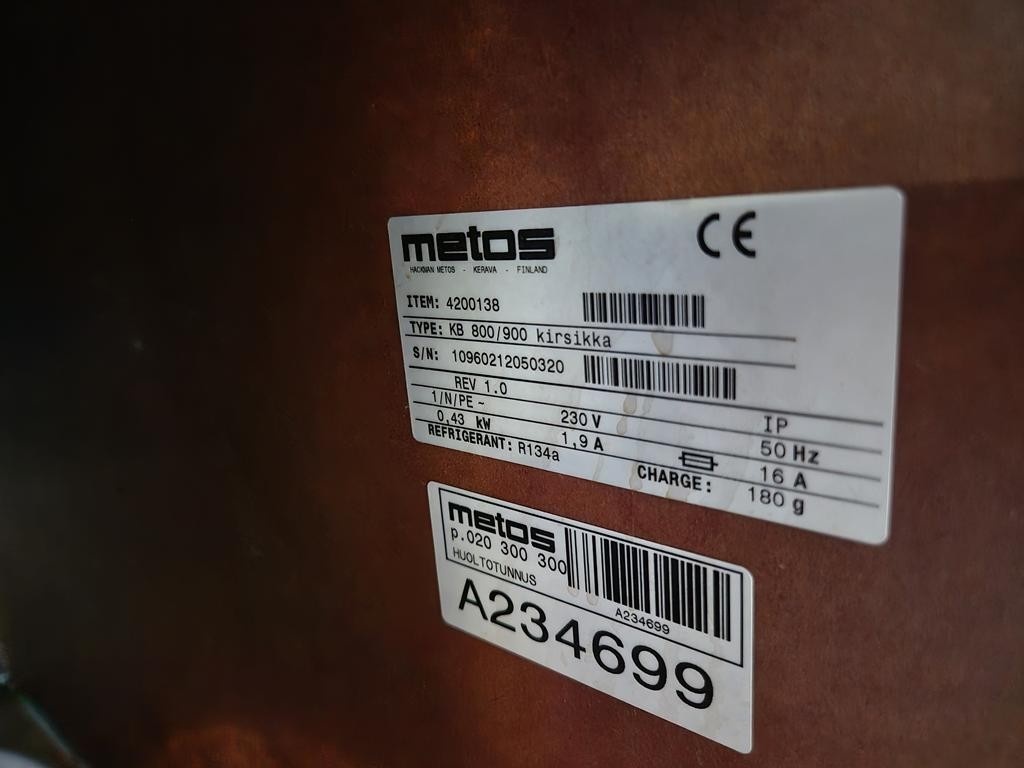 metos
CE
HACKMAN METOS - KERAVA - FINLAND
ITEM: 4200138
TYPE: KB 800/900 kirsikka
S/N: 10960212050320
REV 1.0 IP
1/N/PE ~ 230 V 50 Hz
0,43 kW 1,9 A 16 A
REFRIGERANT: R134a CHARGE: 180 g
metos
p.020 300 300
HUOLTOTUNNUS
A234699
A234699